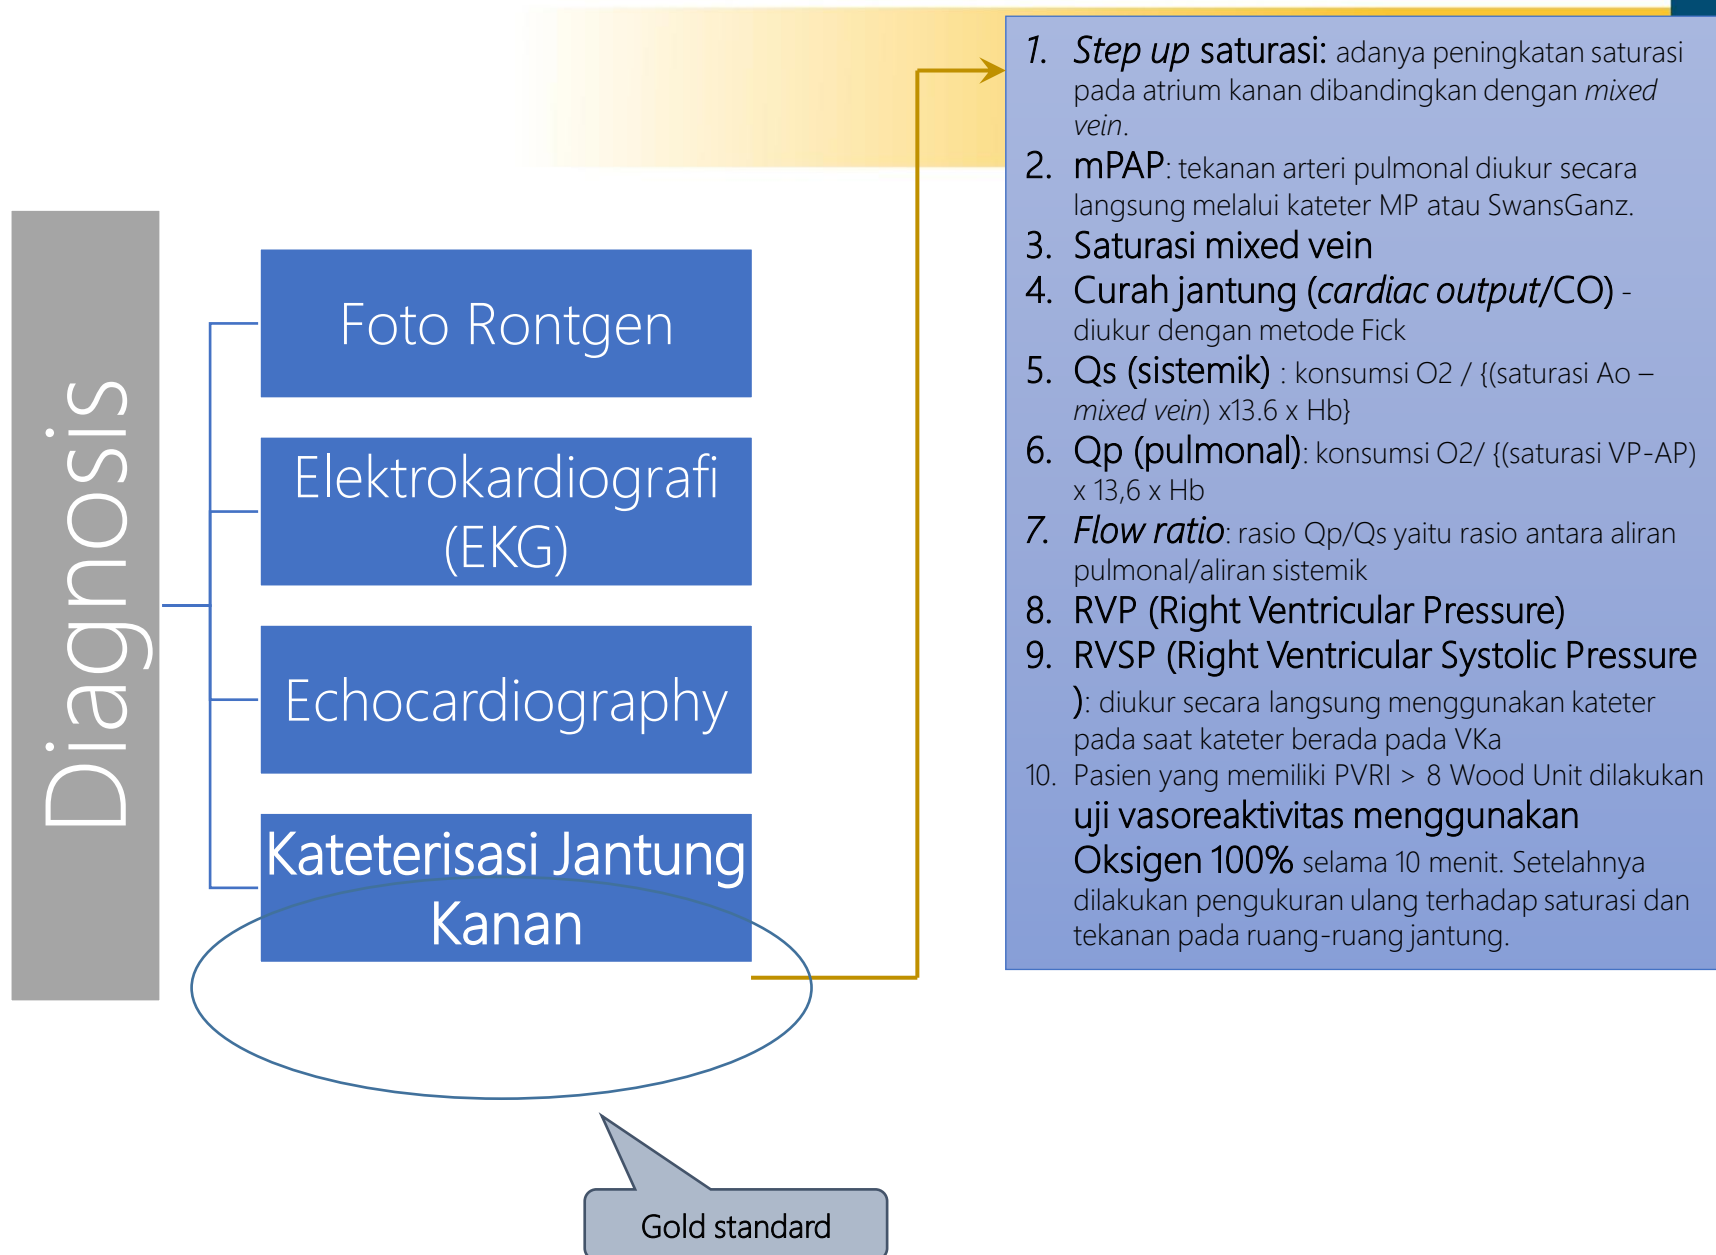 Diagnosis
Foto Rontgen
Elektrokardiografi
(EKG)
Echocardiography
Kateterisasi Jantung
Kanan
Gold standard
1. Step up saturasi: adanya peningkatan saturasi
pada atrium kanan dibandingkan dengan mixed
vein.
2. mPAP: tekanan arteri pulmonal diukur secara
langsung melalui kateter MP atau SwansGanz.
3. Saturasi mixed vein
4. Curah jantung (cardiac output/CO) -
diukur dengan metode Fick
5. Qs (sistemik) : konsumsi O2 / {(saturasi Ao –
mixed vein) x13.6 x Hb}
6. Qp (pulmonal): konsumsi O2/ {(saturasi VP-AP)
x 13,6 x Hb
7. Flow ratio: rasio Qp/Qs yaitu rasio antara aliran
pulmonal/aliran sistemik
8. RVP (Right Ventricular Pressure)
9. RVSP (Right Ventricular Systolic Pressure
): diukur secara langsung menggunakan kateter
pada saat kateter berada pada VKa
10. Pasien yang memiliki PVRI > 8 Wood Unit dilakukan
uji vasoreaktivitas menggunakan
Oksigen 100% selama 10 menit. Setelahnya
dilakukan pengukuran ulang terhadap saturasi dan
tekanan pada ruang-ruang jantung.